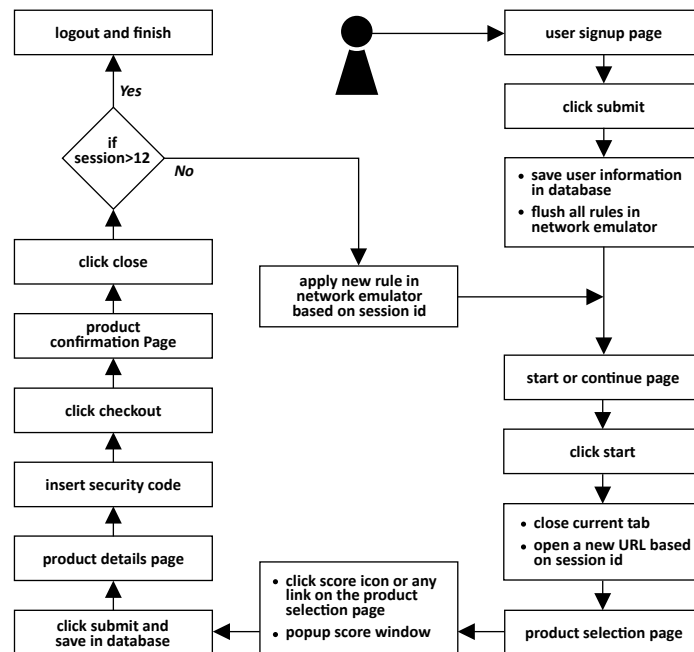 user signup page
click submit
• save user information
in database
• flush all rules in
network emulator
start or continue page
click start
• close current tab
• open a new URL based
on session id
product selection page
• click score icon or any
link on the product
selection page
• popup score window
click submit and
save in database
product details page
insert security code
click checkout
product
confirmation Page
click close
if
session>12
Yes
logout and finish
No
apply new rule in
network emulator
based on session id